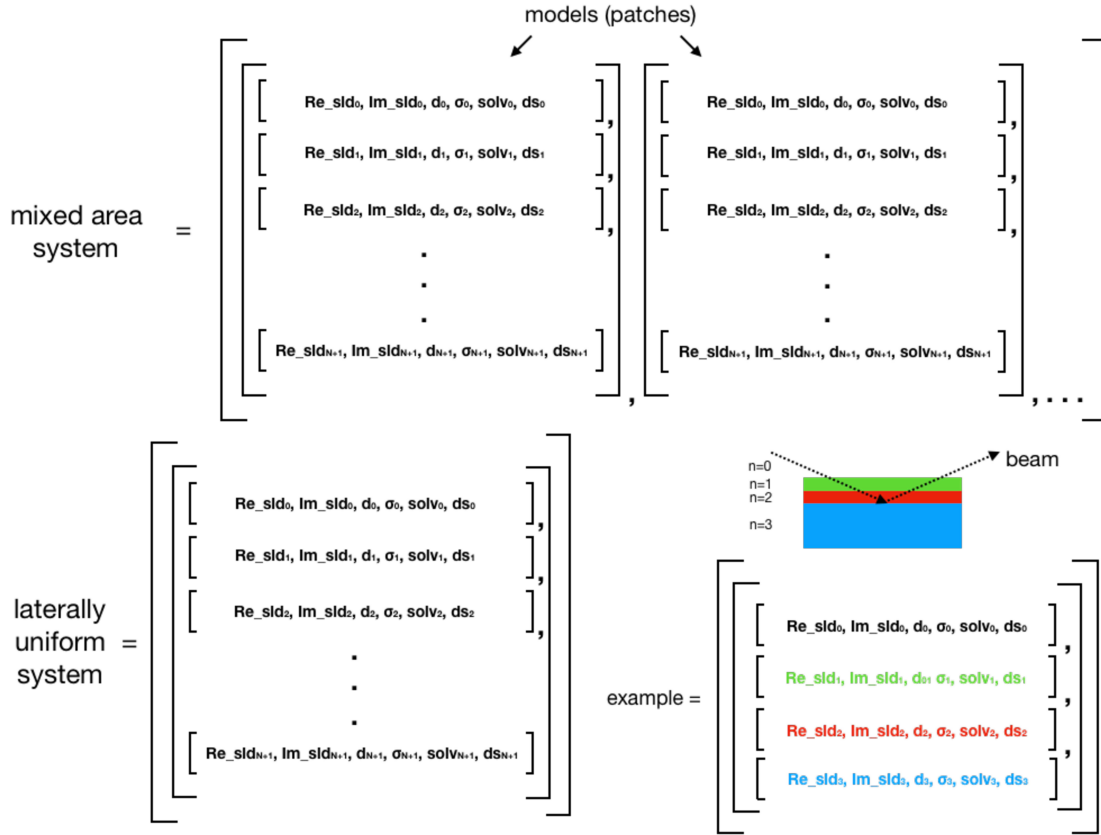 models (patches)
Re_sld₀, Im_sld₀, d₀, σ₀, solv₀, ds₀
,
Re_sld₁, Im_sld₁, d₁, σ₁, solv₁, ds₁
,
Re_sld₂, Im_sld₂, d₂, σ₂, solv₂, ds₂
,
.
.
.
Re_sldN+1, Im_sldN+1, dN+1, σN+1, solvN+1, dsN+1
,
Re_sld₀, Im_sld₀, d₀, σ₀, solv₀, ds₀
,
Re_sld₁, Im_sld₁, d₁, σ₁, solv₁, ds₁
,
Re_sld₂, Im_sld₂, d₂, σ₂, solv₂, ds₂
,
.
.
.
Re_sldN+1, Im_sldN+1, dN+1, σN+1, solvN+1, dsN+1
, . . .
mixed area
system
=
laterally
uniform
system
=
Re_sld₀, Im_sld₀, d₀, σ₀, solv₀, ds₀
,
Re_sld₁, Im_sld₁, d₁, σ₁, solv₁, ds₁
,
Re_sld₂, Im_sld₂, d₂, σ₂, solv₂, ds₂
,
.
.
.
Re_sldN+1, Im_sldN+1, dN+1, σN+1, solvN+1, dsN+1
n=0
n=1
n=2
n=3
beam
example =
Re_sld₀, Im_sld₀, d₀, σ₀, solv₀, ds₀
,
Re_sld₁, Im_sld₁, d₀₁ σ₁, solv₁, ds₁
,
Re_sld₂, Im_sld₂, d₂, σ₂, solv₂, ds₂
,
Re_sld₃, Im_sld₃, d₃, σ₃, solv₃, ds₃